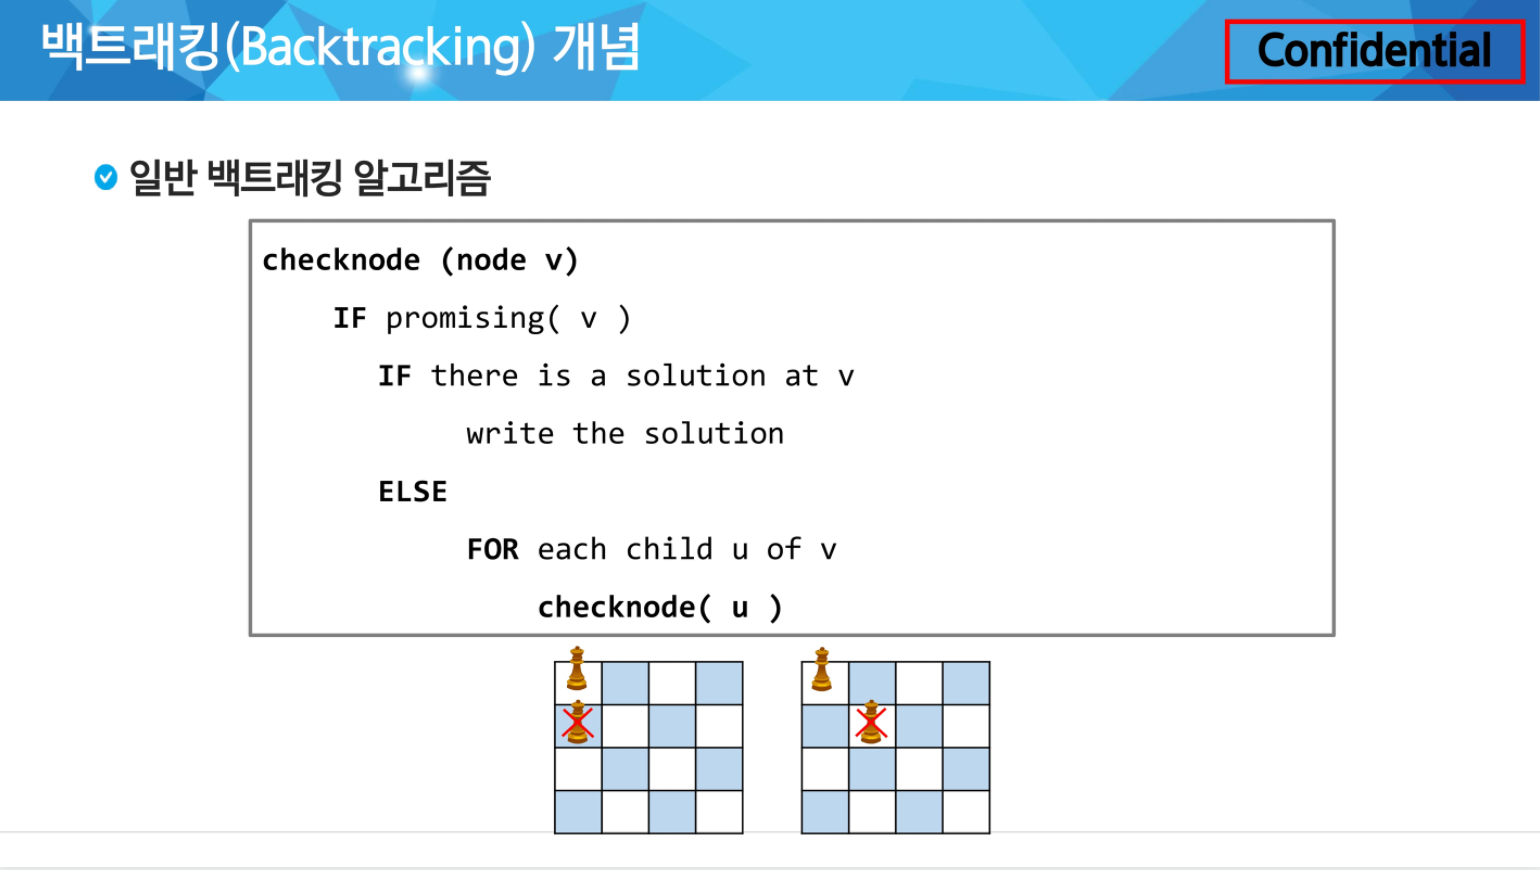 백트래킹(Backtracking) 개념
Confidential
일반 백트래킹 알고리즘
checknode (node v)
IF promising( v )
IF there is a solution at v
write the solution
ELSE
FOR each child u of v
checknode( u )